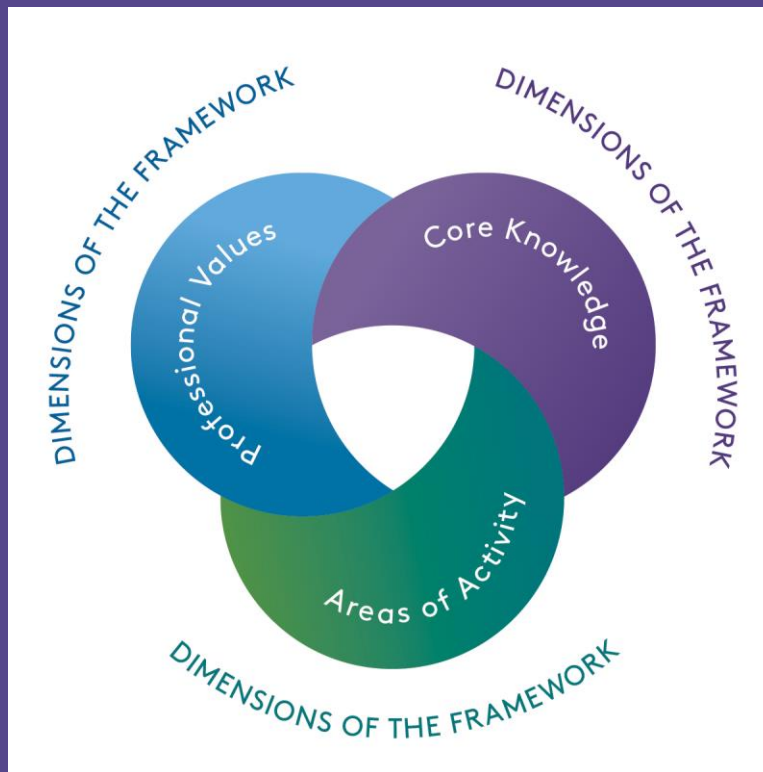 DIMENSIONS OF THE FRAMEWORK
DIMENSIONS OF THE FRAMEWORK
Professional Values
Core Knowledge
Areas of Activity
DIMENSIONS OF THE FRAMEWORK